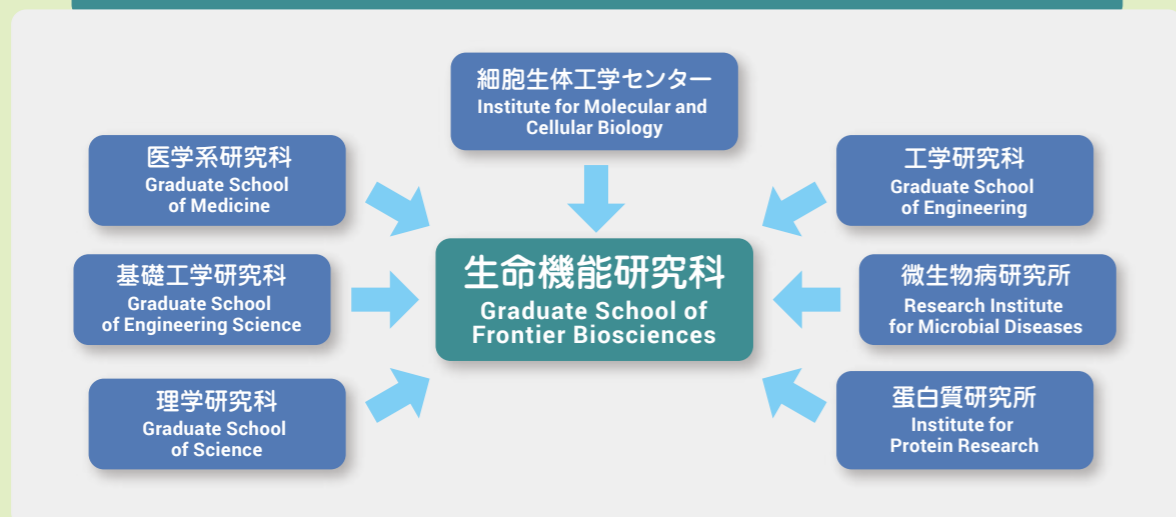 細胞生体工学センター
Institute for Molecular and
Cellular Biology
医学系研究科
Graduate School
of Medicine
工学研究科
Graduate School
of Engineering
基礎工学研究科
Graduate School
of Engineering Science
生命機能研究科
Graduate School of
Frontier Biosciences
微生物病研究所
Research Institute
for Microbial Diseases
理学研究科
Graduate School
of Science
蛋白質研究所
Institute for
Protein Research